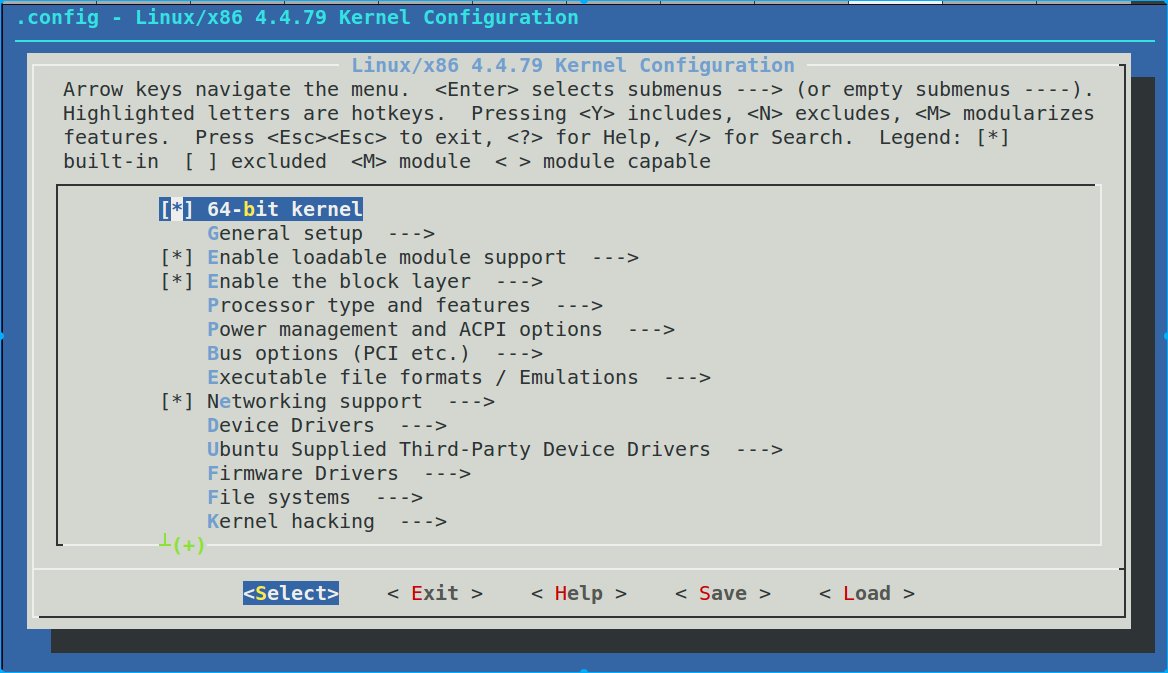 .config - Linux/x86 4.4.79 Kernel Configuration
Linux/x86 4.4.79 Kernel Configuration
Arrow keys navigate the menu.  <Enter> selects submenus ---> (or empty submenus ----).
Highlighted letters are hotkeys.  Pressing <Y> includes, <N> excludes, <M> modularizes
features.  Press <Esc><Esc> to exit, <?> for Help, </> for Search.  Legend: [*]
built-in  [ ] excluded  <M> module  < > module capable
[*] 64-bit kernel
General setup  --->
[*] Enable loadable module support  --->
[*] Enable the block layer  --->
Processor type and features  --->
Power management and ACPI options  --->
Bus options (PCI etc.)  --->
Executable file formats / Emulations  --->
[*] Networking support  --->
Device Drivers  --->
Ubuntu Supplied Third-Party Device Drivers  --->
Firmware Drivers  --->
File systems  --->
Kernel hacking  --->
┴(+)
<Select>    < Exit >    < Help >    < Save >    < Load >